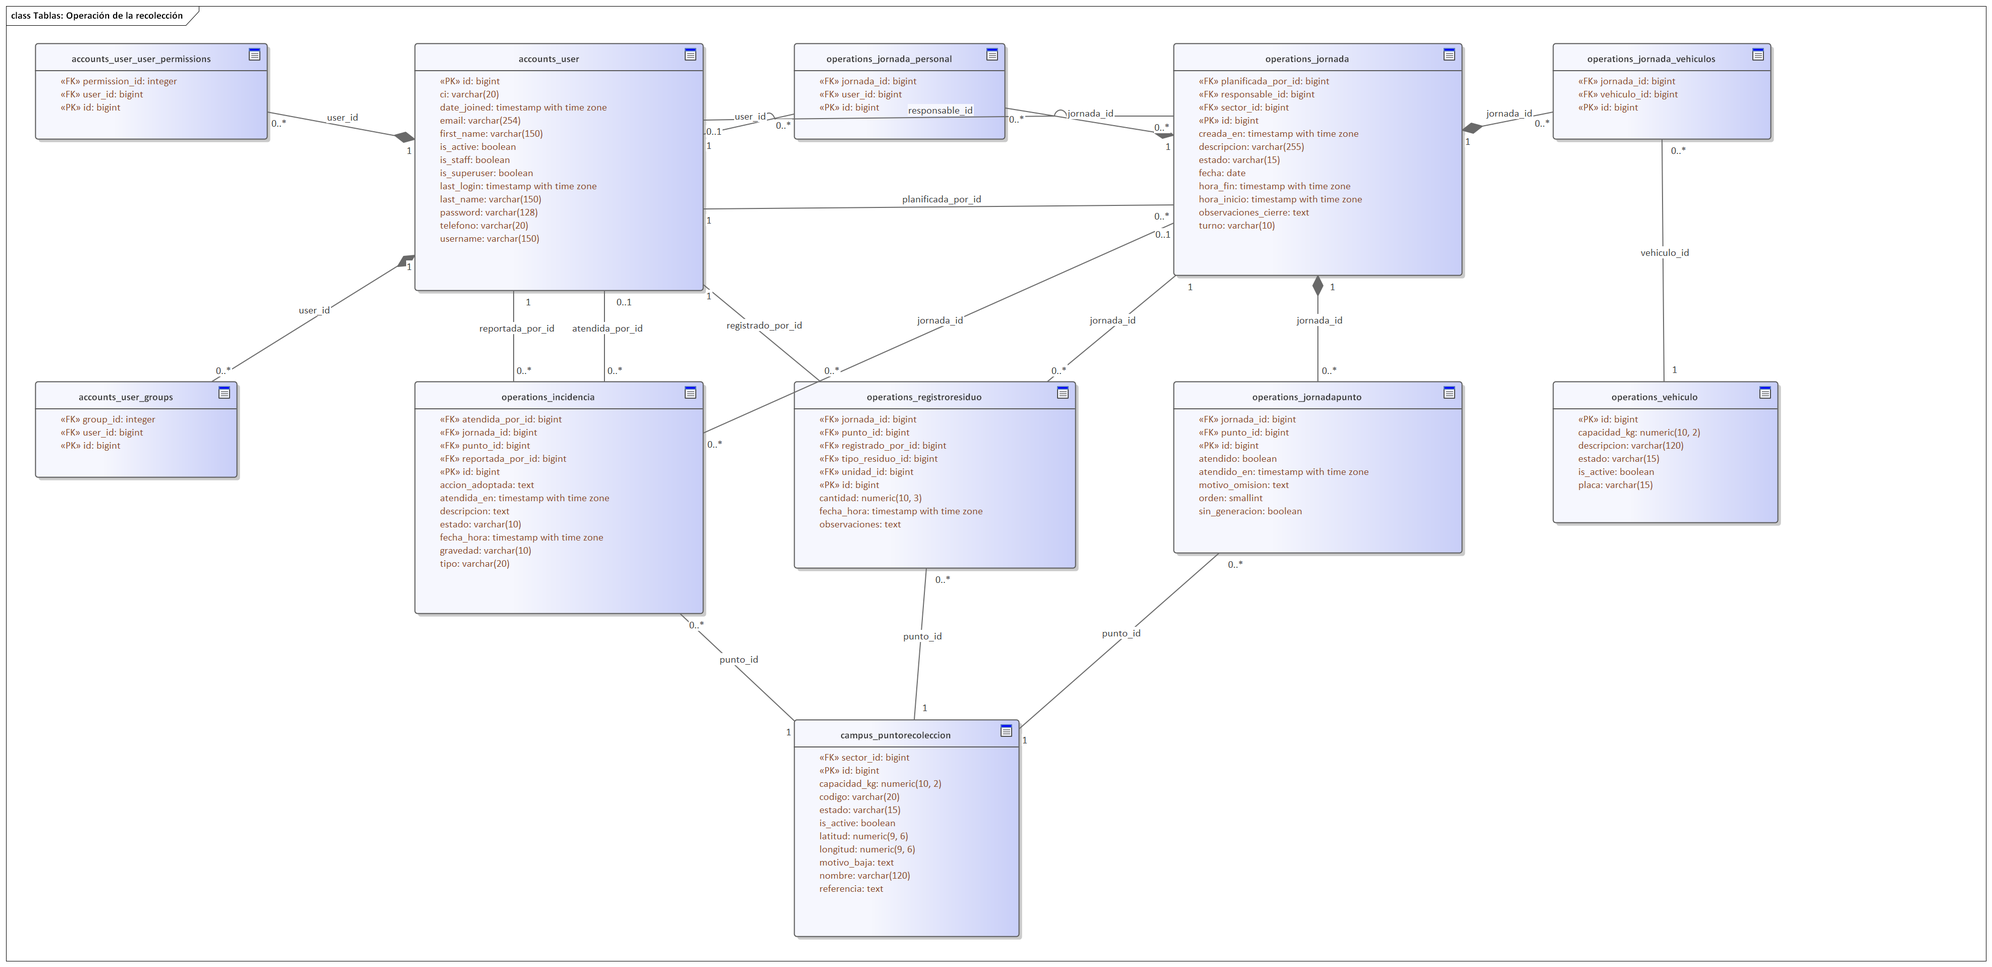 class Tablas: Operación de la recolección
accounts_user_user_permissions
«FK» permission_id: integer
«FK» user_id: bigint
«PK» id: bigint
accounts_user
«PK» id: bigint
ci: varchar(20)
date_joined: timestamp with time zone
email: varchar(254)
first_name: varchar(150)
is_active: boolean
is_staff: boolean
is_superuser: boolean
last_login: timestamp with time zone
last_name: varchar(150)
password: varchar(128)
telefono: varchar(20)
username: varchar(150)
operations_jornada_personal
«FK» jornada_id: bigint
«FK» user_id: bigint
«PK» id: bigint
operations_jornada
«FK» planificada_por_id: bigint
«FK» responsable_id: bigint
«FK» sector_id: bigint
«PK» id: bigint
creada_en: timestamp with time zone
descripcion: varchar(255)
estado: varchar(15)
fecha: date
hora_fin: timestamp with time zone
hora_inicio: timestamp with time zone
observaciones_cierre: text
turno: varchar(10)
operations_jornada_vehiculos
«FK» jornada_id: bigint
«FK» vehiculo_id: bigint
«PK» id: bigint
user_id
0..*
1
user_id
0..*
0..1
1
responsable_id
0..*
jornada_id
0..*
1
jornada_id
0..*
1
0..*
planificada_por_id
1
0..*
0..1
vehiculo_id
1
1
user_id
0..*
1
reportada_por_id
0..*
0..1
atendida_por_id
0..*
1
registrado_por_id
0..*
jornada_id
0..*
1
jornada_id
0..*
1
jornada_id
0..*
accounts_user_groups
«FK» group_id: integer
«FK» user_id: bigint
«PK» id: bigint
operations_incidencia
«FK» atendida_por_id: bigint
«FK» jornada_id: bigint
«FK» punto_id: bigint
«FK» reportada_por_id: bigint
«PK» id: bigint
accion_adoptada: text
atendida_en: timestamp with time zone
descripcion: text
estado: varchar(10)
fecha_hora: timestamp with time zone
gravedad: varchar(10)
tipo: varchar(20)
operations_registroresiduo
«FK» jornada_id: bigint
«FK» punto_id: bigint
«FK» registrado_por_id: bigint
«FK» tipo_residuo_id: bigint
«FK» unidad_id: bigint
«PK» id: bigint
cantidad: numeric(10, 3)
fecha_hora: timestamp with time zone
observaciones: text
operations_jornadapunto
«FK» jornada_id: bigint
«FK» punto_id: bigint
«PK» id: bigint
atendido: boolean
atendido_en: timestamp with time zone
motivo_omision: text
orden: smallint
sin_generacion: boolean
operations_vehiculo
«PK» id: bigint
capacidad_kg: numeric(10, 2)
descripcion: varchar(120)
estado: varchar(15)
is_active: boolean
placa: varchar(15)
0..*
punto_id
1
0..*
punto_id
1
0..*
punto_id
1
campus_puntorecoleccion
«FK» sector_id: bigint
«PK» id: bigint
capacidad_kg: numeric(10, 2)
codigo: varchar(20)
estado: varchar(15)
is_active: boolean
latitud: numeric(9, 6)
longitud: numeric(9, 6)
motivo_baja: text
nombre: varchar(120)
referencia: text